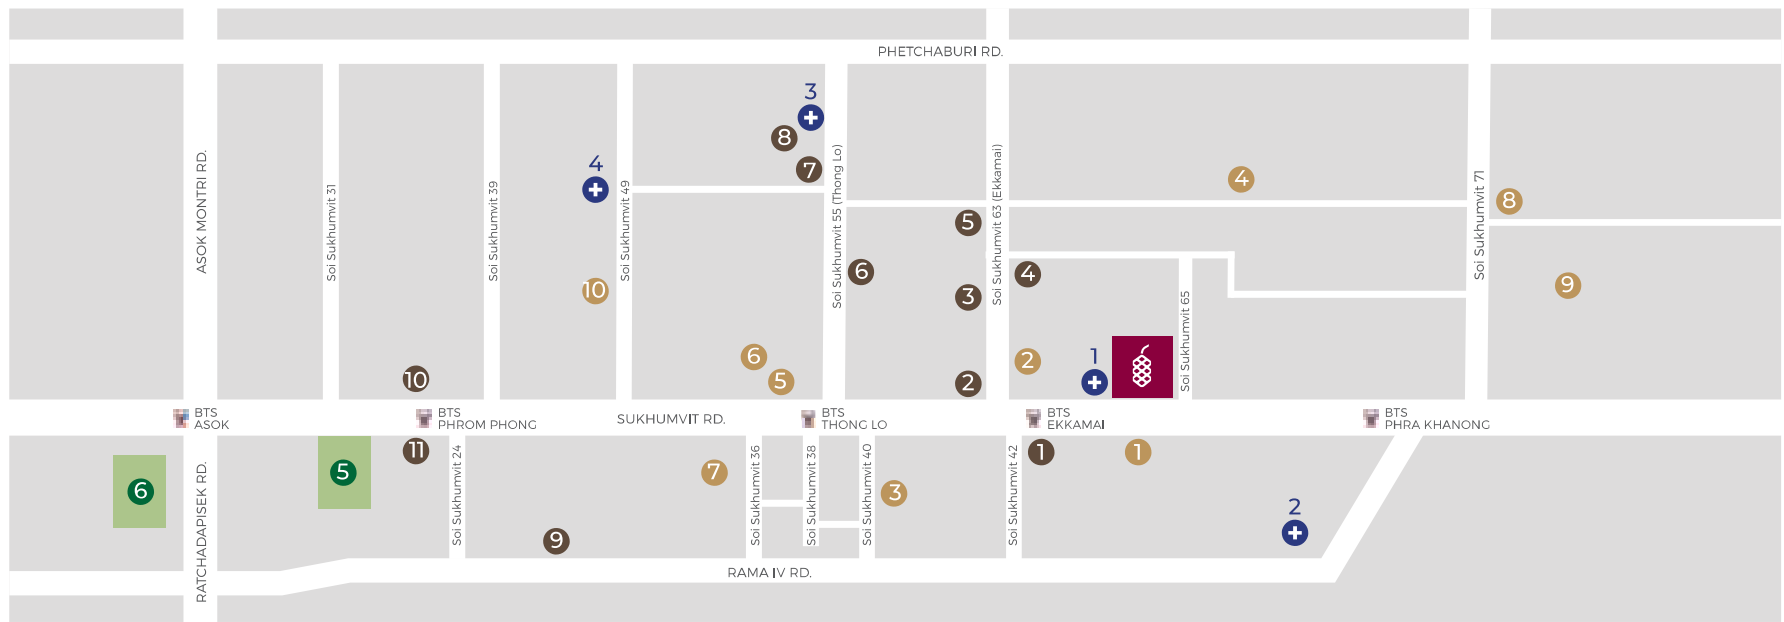 PHETCHABURI RD.
3
8
4
7
4
8
5
6
4
3
10
9
6
5
2
2
1
10
ASOK MONTRI RD.
Soi Sukhumvit 31
Soi Sukhumvit 39
Soi Sukhumvit 49
Soi Sukhumvit 55 (Thong Lo)
Soi Sukhumvit 63 (Ekkamai)
Soi Sukhumvit 65
Soi Sukhumvit 71
BTS
ASOK
BTS
PHROM PHONG
SUKHUMVIT RD.
BTS
THONG LO
BTS
EKKAMAI
BTS
PHRA KHANONG
6
5
11
7
3
1
1
2
9
RATCHADAPISEK RD.
Soi Sukhumvit 24
Soi Sukhumvit 36
Soi Sukhumvit 38
Soi Sukhumvit 40
Soi Sukhumvit 42
RAMA IV RD.